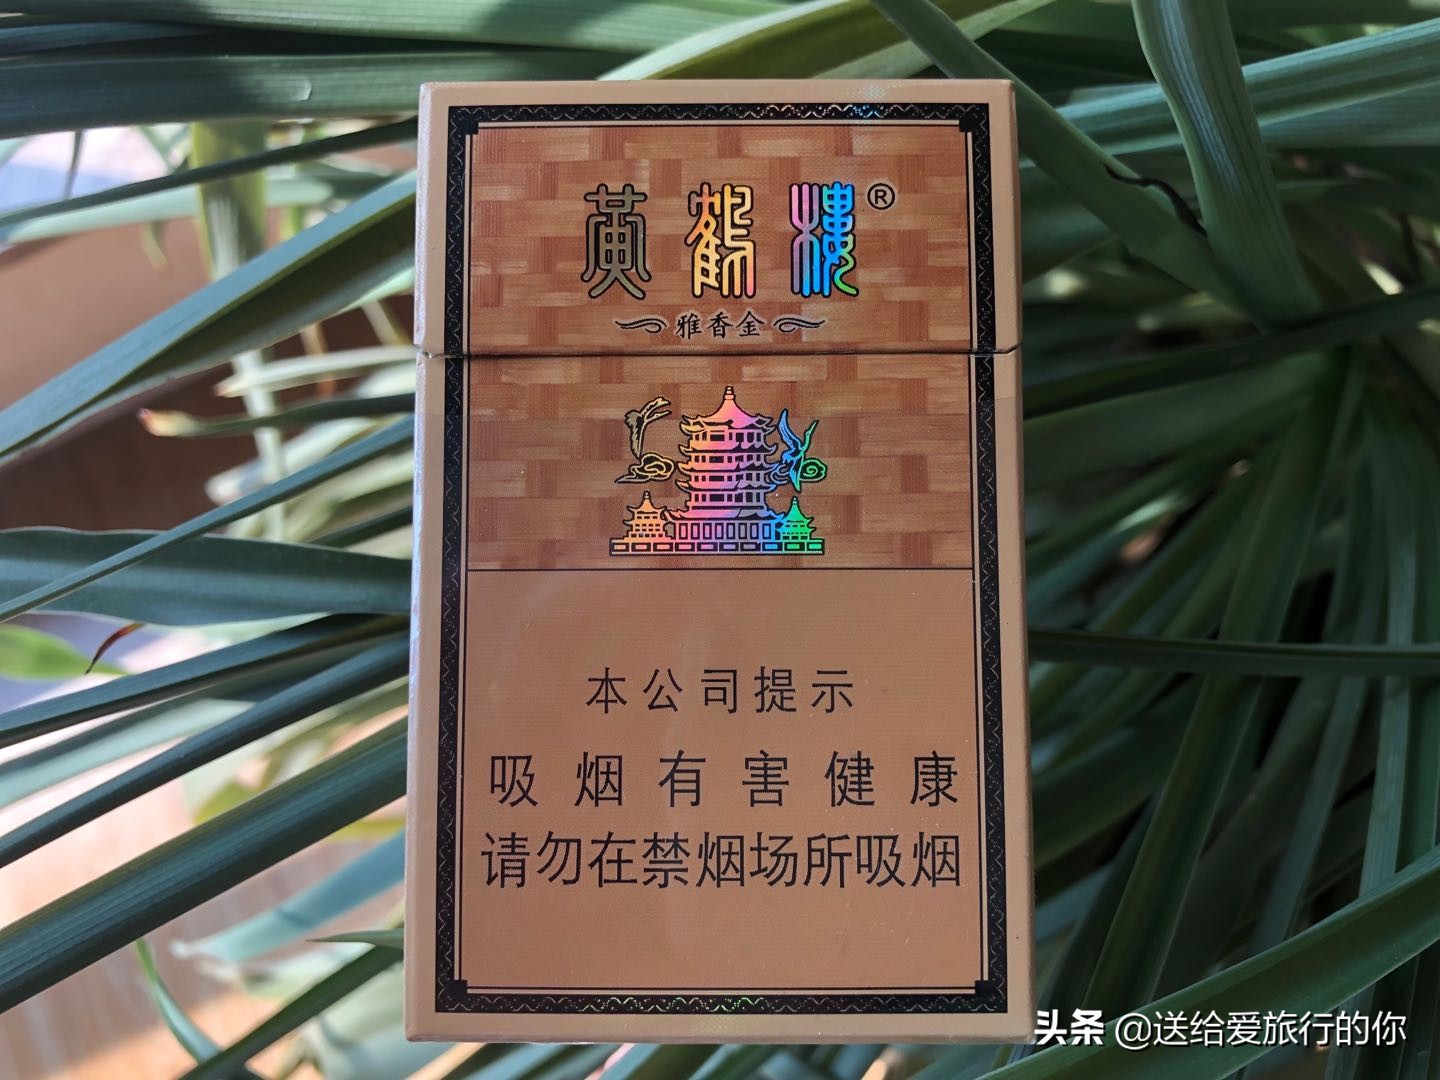 黄鹤楼®
雅香金
本公司提示
吸烟有害健康
请勿在禁烟场所吸烟
头条 @送给爱旅行的你